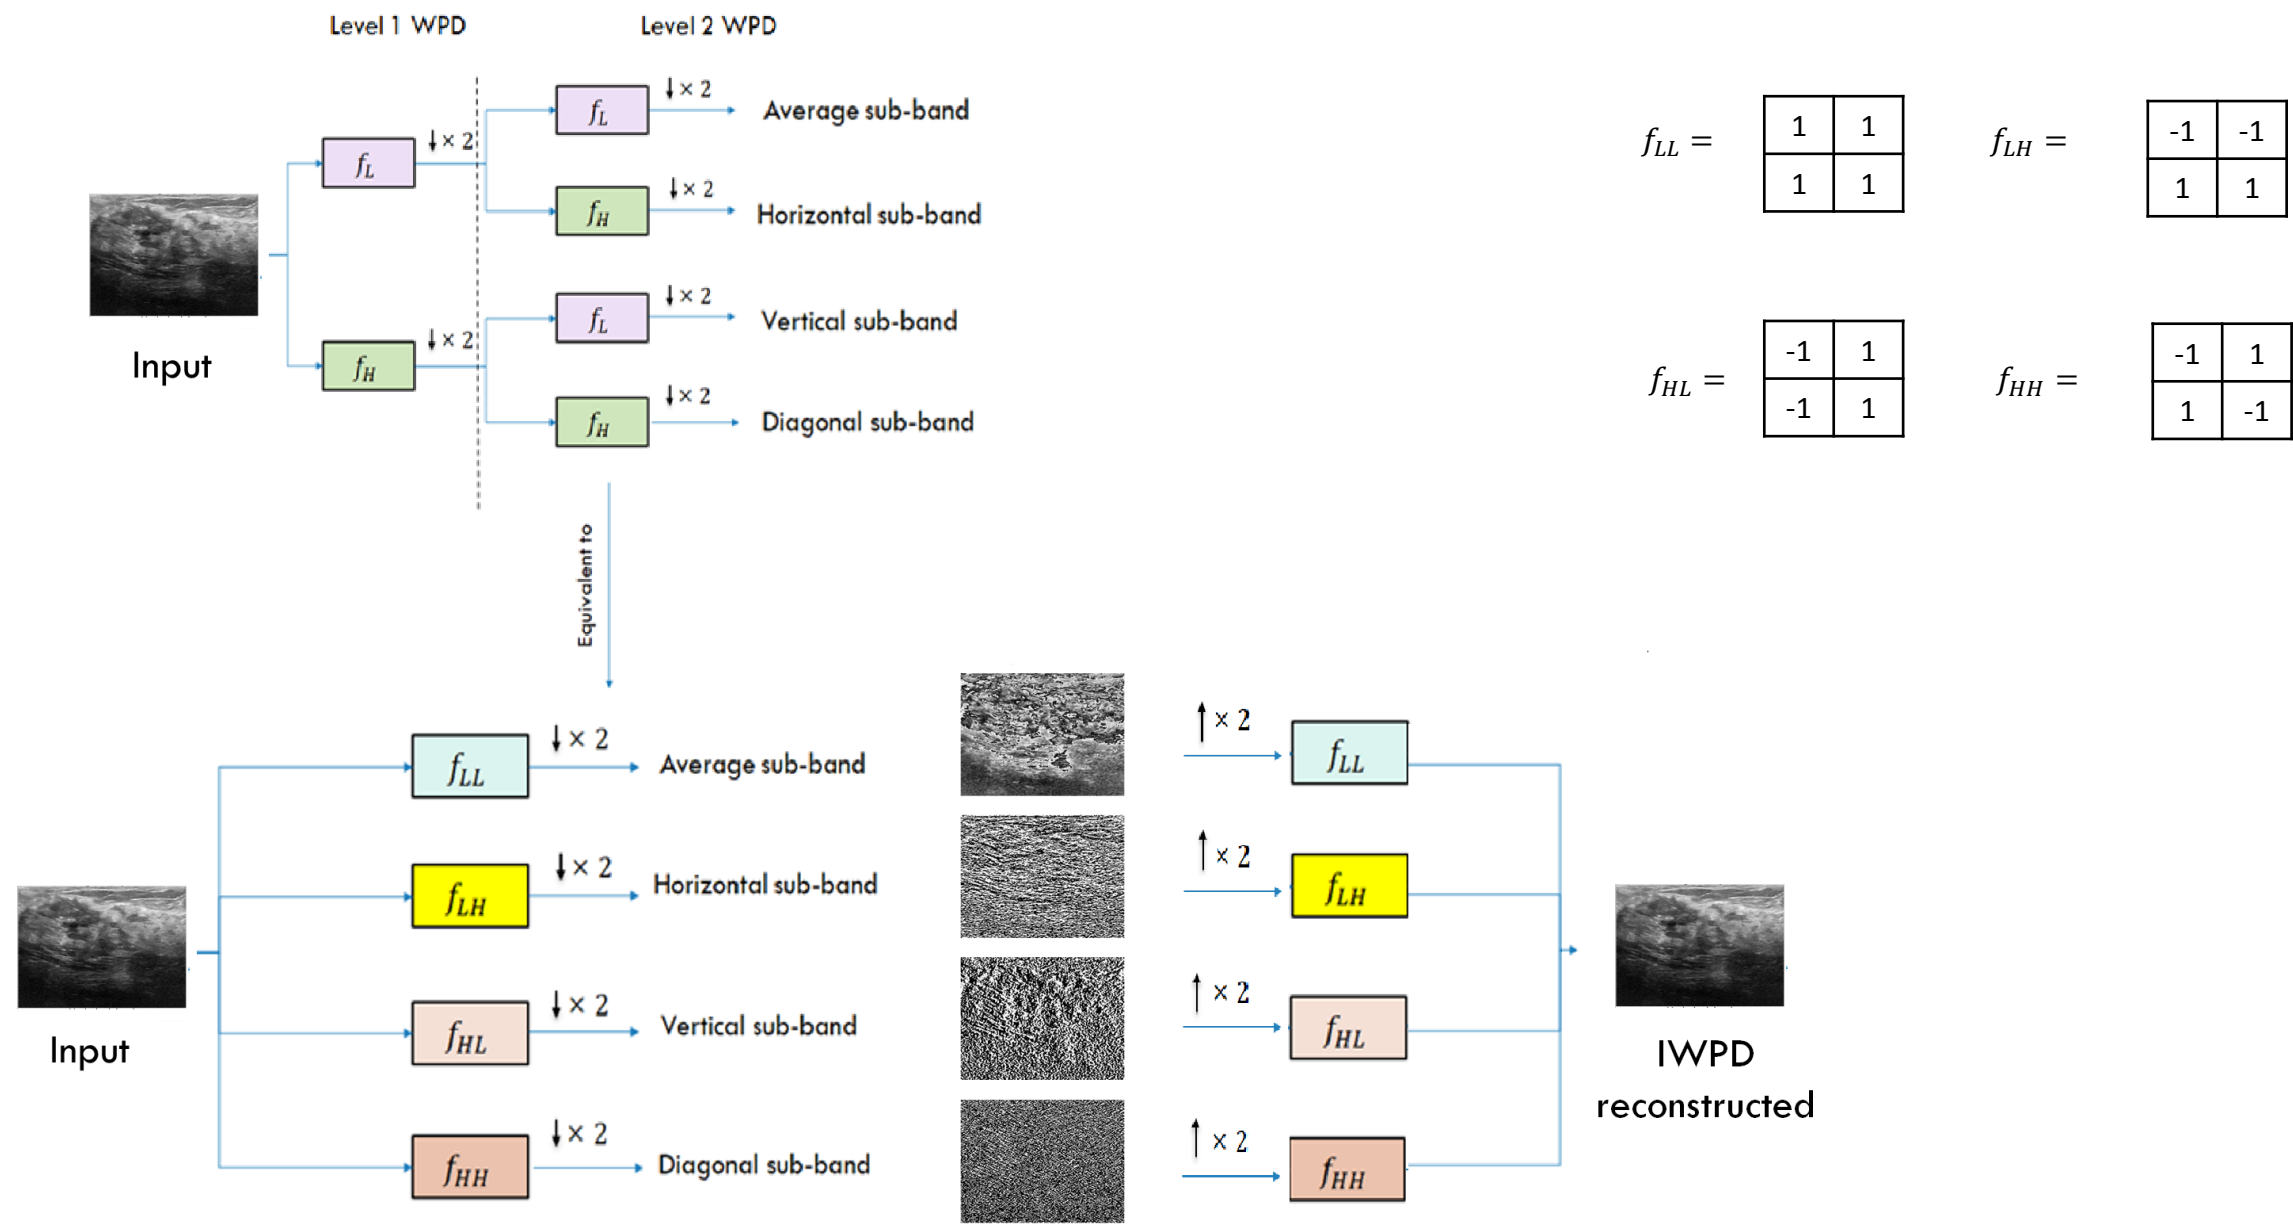 Level 1 WPD
Level 2 WPD
f_L
↓× 2
f_L
↓× 2
Average sub-band
f_H
↓× 2
Horizontal sub-band
Input
f_H
↓× 2
f_L
↓× 2
Vertical sub-band
f_H
↓× 2
Diagonal sub-band
f_LL =
1 1
1 1
f_LH =
-1 -1
1 1
f_HL =
-1 1
-1 1
f_HH =
-1 1
1 -1
Equivalent to
Input
f_LL
↓× 2
Average sub-band
f_LH
↓× 2
Horizontal sub-band
f_HL
↓× 2
Vertical sub-band
f_HH
↓× 2
Diagonal sub-band
↑× 2
f_LL
↑× 2
f_LH
↑× 2
f_HL
↑× 2
f_HH
IWPD
reconstructed